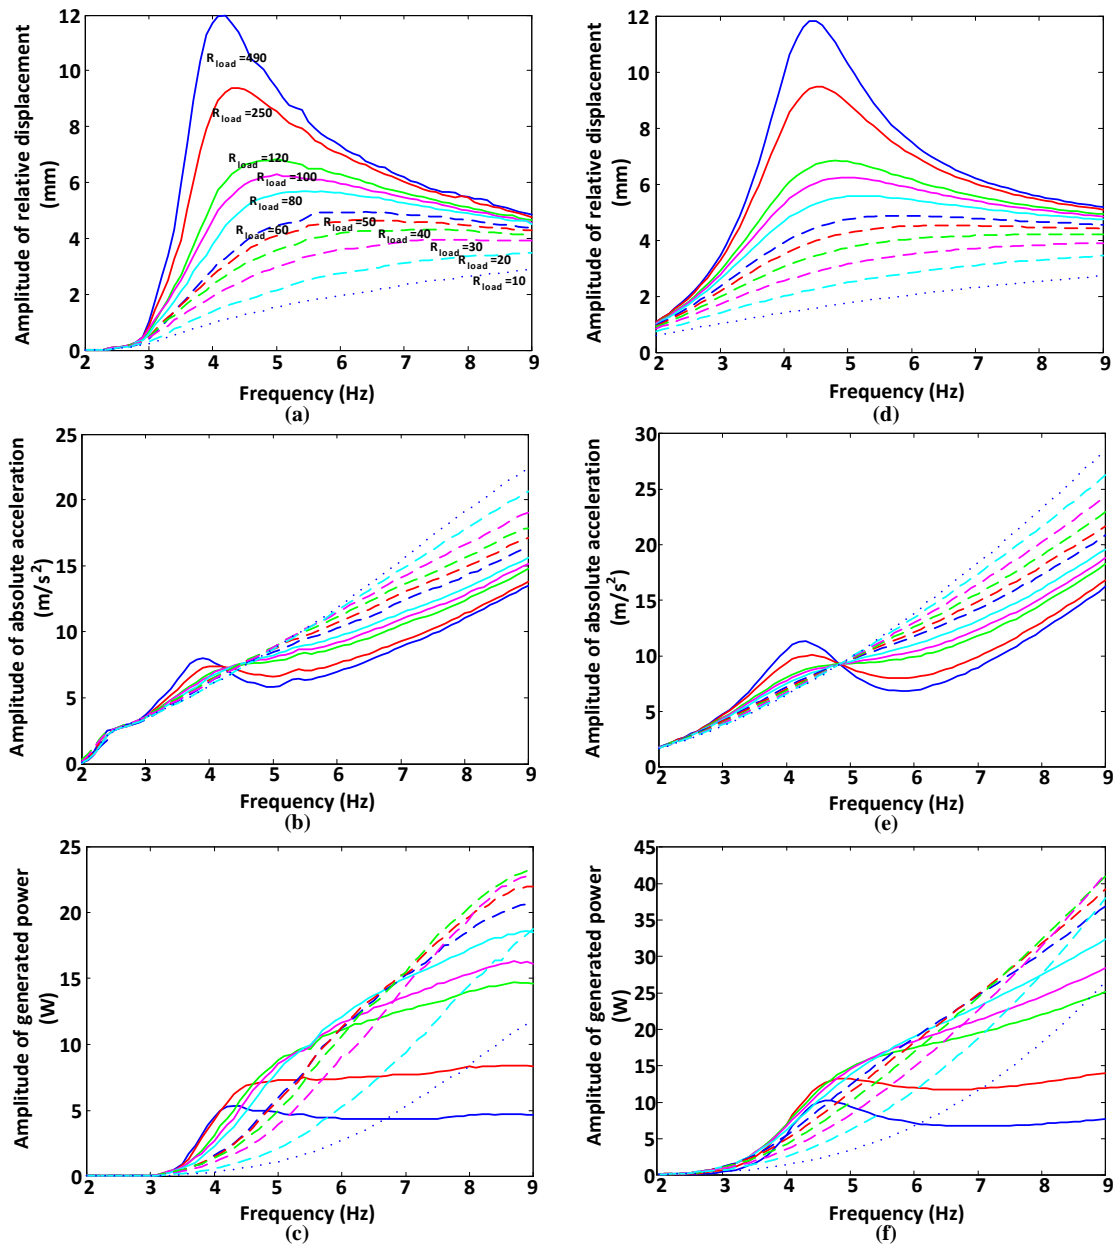 12
10
8
6
4
2
0
2 3 4 5 6 7 8 9
Amplitude of relative displacement
(mm)
R load =490
R load =250
R load =120
R load =100
R load =80
R load =60
R load =50
R load =40
R load =30
R load =20
R load =10
Frequency (Hz)
(a)
12
10
8
6
4
2
0
2 3 4 5 6 7 8 9
Amplitude of relative displacement
(mm)
Frequency (Hz)
(d)
25
20
15
10
5
0
2 3 4 5 6 7 8 9
Amplitude of absolute acceleration
(m/s²)
Frequency (Hz)
(b)
30
25
20
15
10
5
0
2 3 4 5 6 7 8 9
Amplitude of absolute acceleration
(m/s²)
Frequency (Hz)
(e)
25
20
15
10
5
0
2 3 4 5 6 7 8 9
Amplitude of generated power
(W)
Frequency (Hz)
(c)
45
40
35
30
25
20
15
10
5
0
2 3 4 5 6 7 8 9
Amplitude of generated power
(W)
Frequency (Hz)
(f)